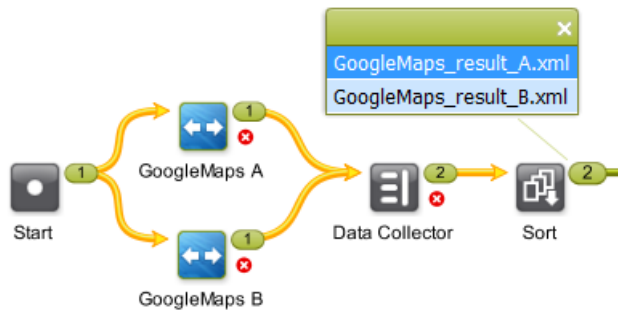 GoogleMaps_result_A.xml
GoogleMaps_result_B.xml
1
GoogleMaps A
1
Start
2
Data Collector
2
Sort
1
GoogleMaps B